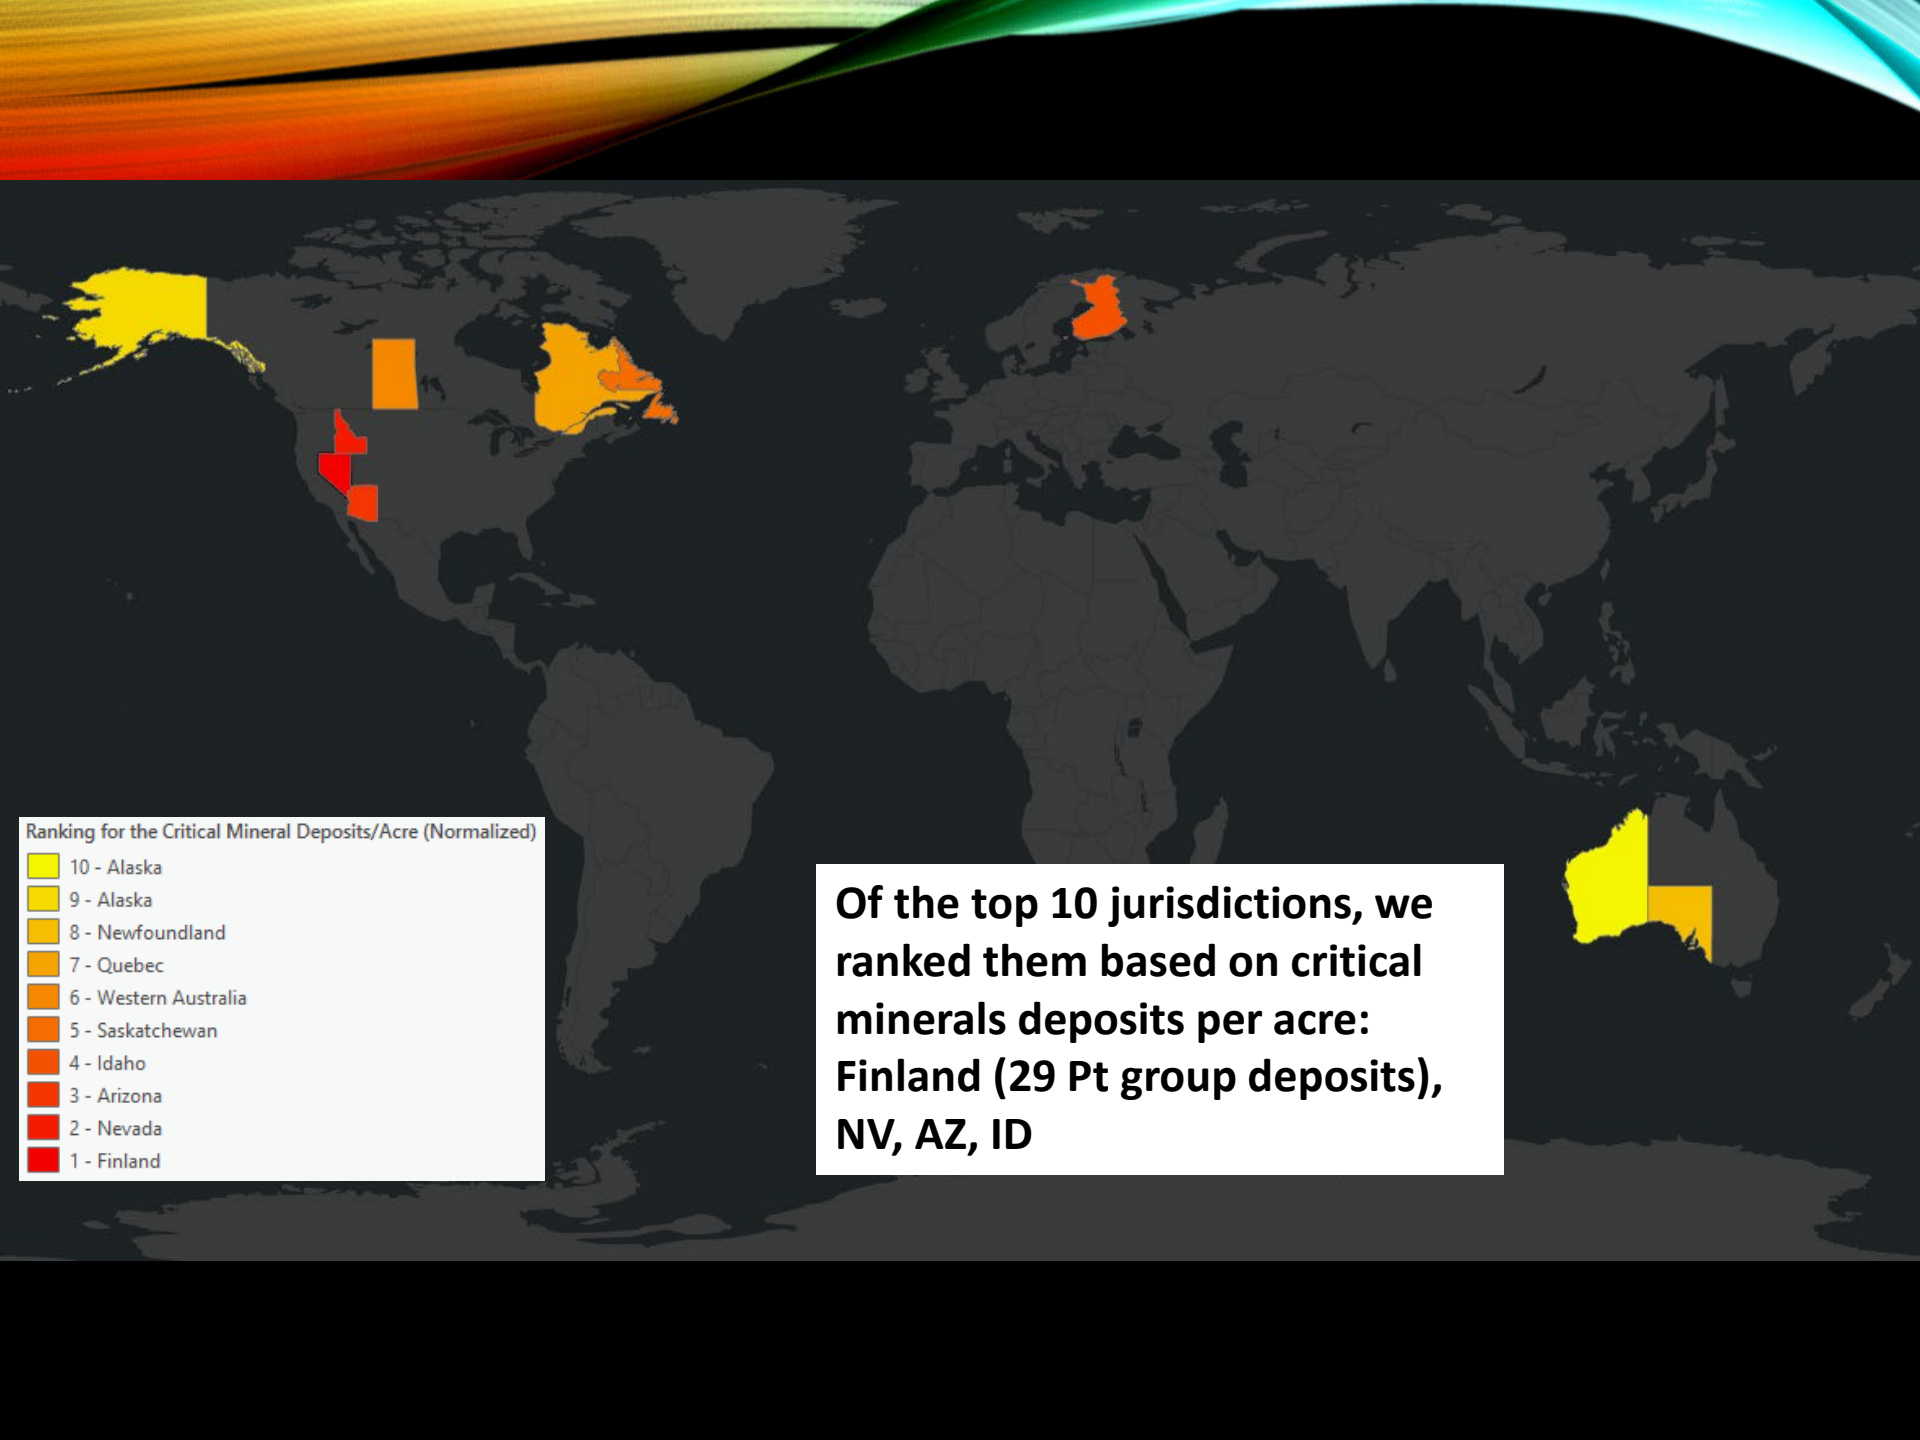 Ranking for the Critical Mineral Deposits/Acre (Normalized)
10 - Alaska
9 - Alaska
8 - Newfoundland
7 - Quebec
6 - Western Australia
5 - Saskatchewan
4 - Idaho
3 - Arizona
2 - Nevada
1 - Finland
Of the top 10 jurisdictions, we
ranked them based on critical
minerals deposits per acre:
Finland (29 Pt group deposits),
NV, AZ, ID